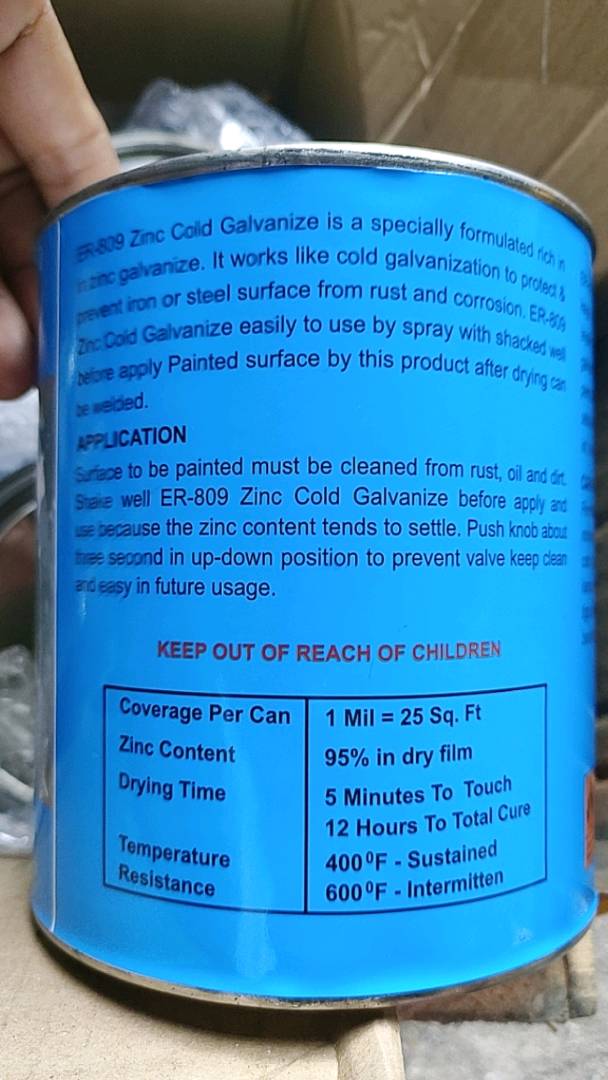 ER-809 Zinc Cold Galvanize is a specially formulated rich in
in zinc galvanize. It works like cold galvanization to protect &
prevent iron or steel surface from rust and corrosion. ER-809
Zinc Cold Galvanize easily to use by spray with shacked well
before apply Painted surface by this product after drying can
be welded.
APPLICATION
Surface to be painted must be cleaned from rust, oil and dirt.
Shake well ER-809 Zinc Cold Galvanize before apply and
use because the zinc content tends to settle. Push knob about
three second in up-down position to prevent valve keep clean
and easy in future usage.
KEEP OUT OF REACH OF CHILDREN
Coverage Per Can 1 Mil = 25 Sq. Ft
Zinc Content 95% in dry film
Drying Time 5 Minutes To Touch
12 Hours To Total Cure
Temperature 400⁰F - Sustained
Resistance 600⁰F - Intermitten